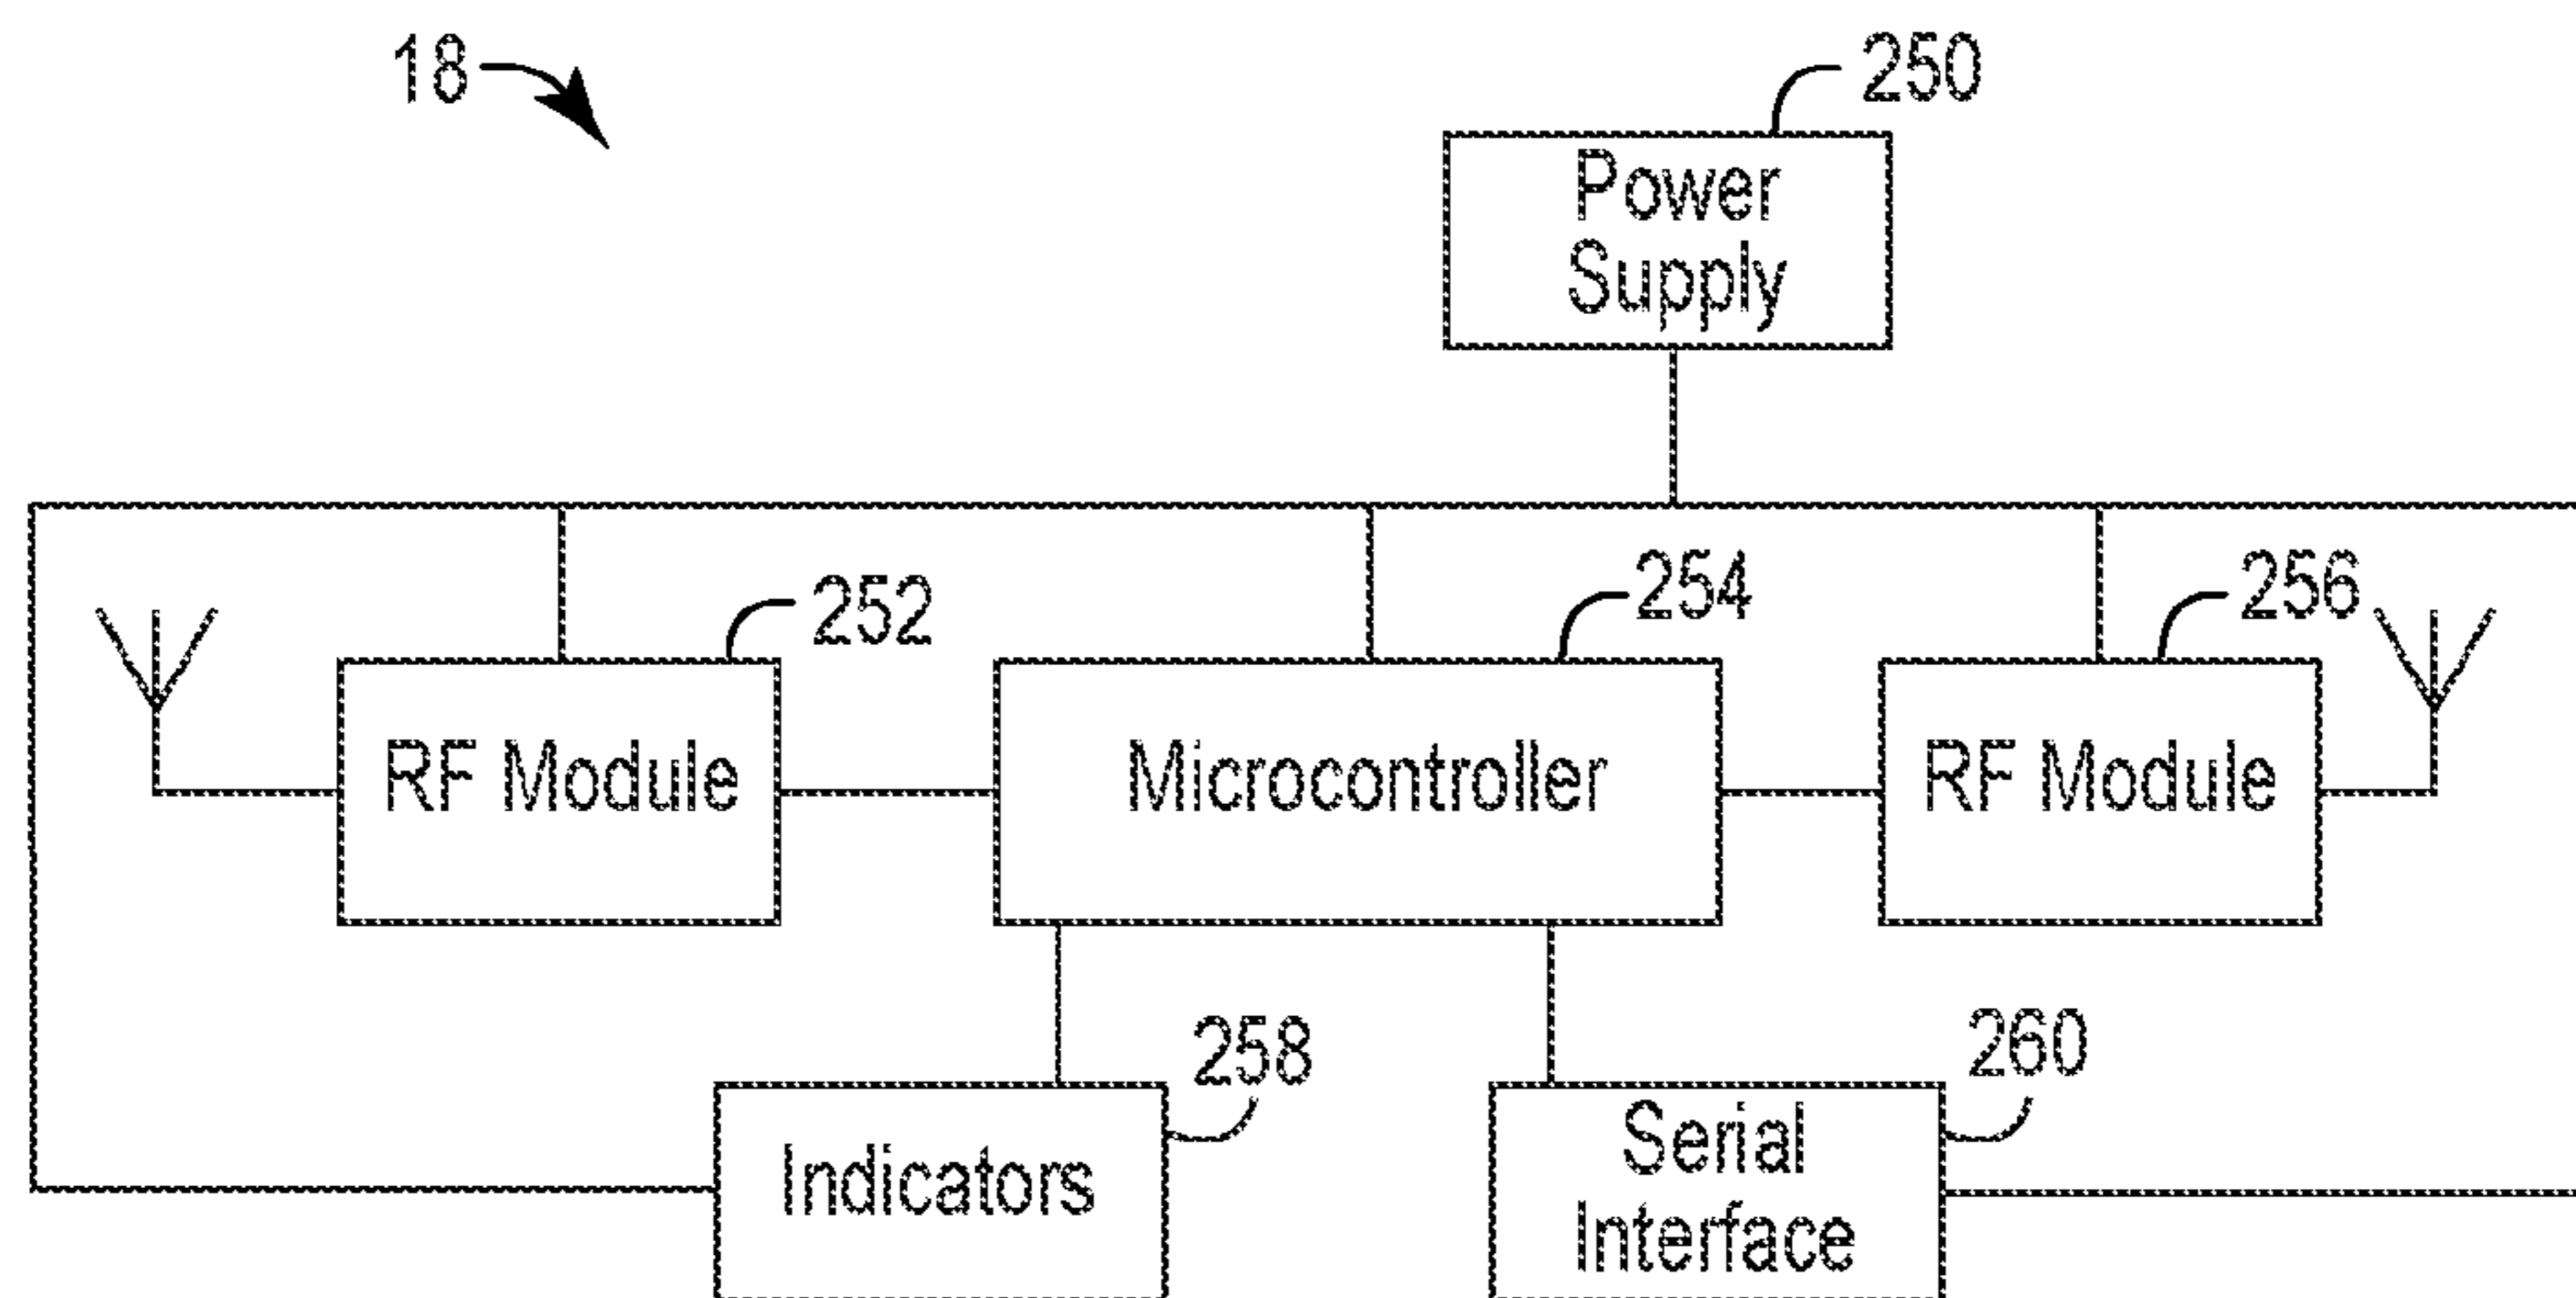 18
250
Power
Supply
252
254
256
RF Module
Microcontroller
RF Module
258
260
Indicators
Serial
Interface